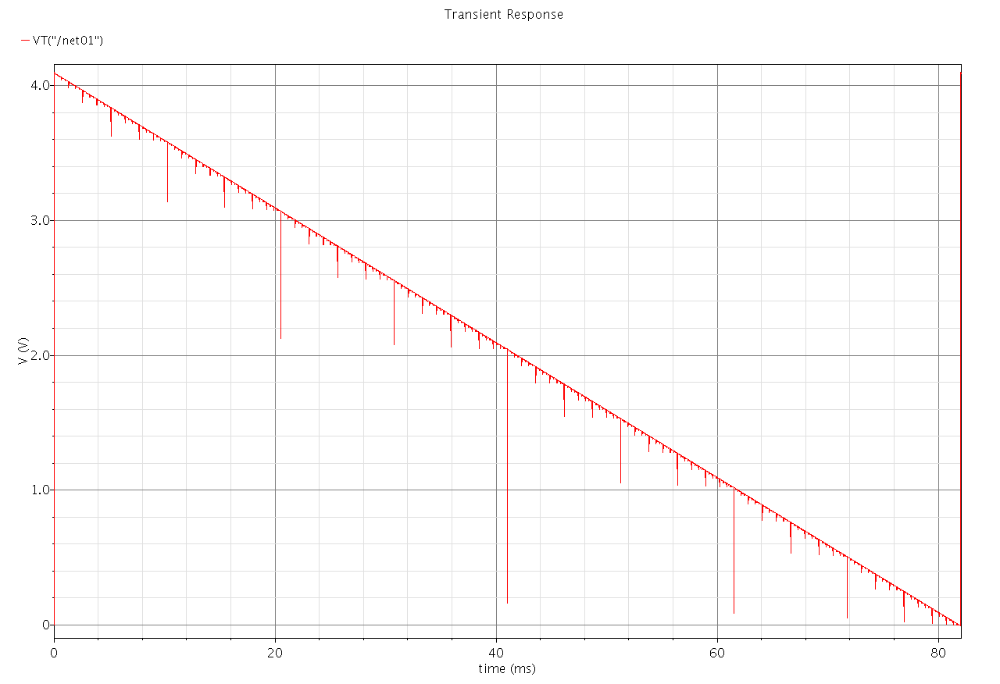 Transient Response
— VT("/net01")
4.0
3.0
V (V)
2.0
1.0
0
0 20 40 60 80
time (ms)